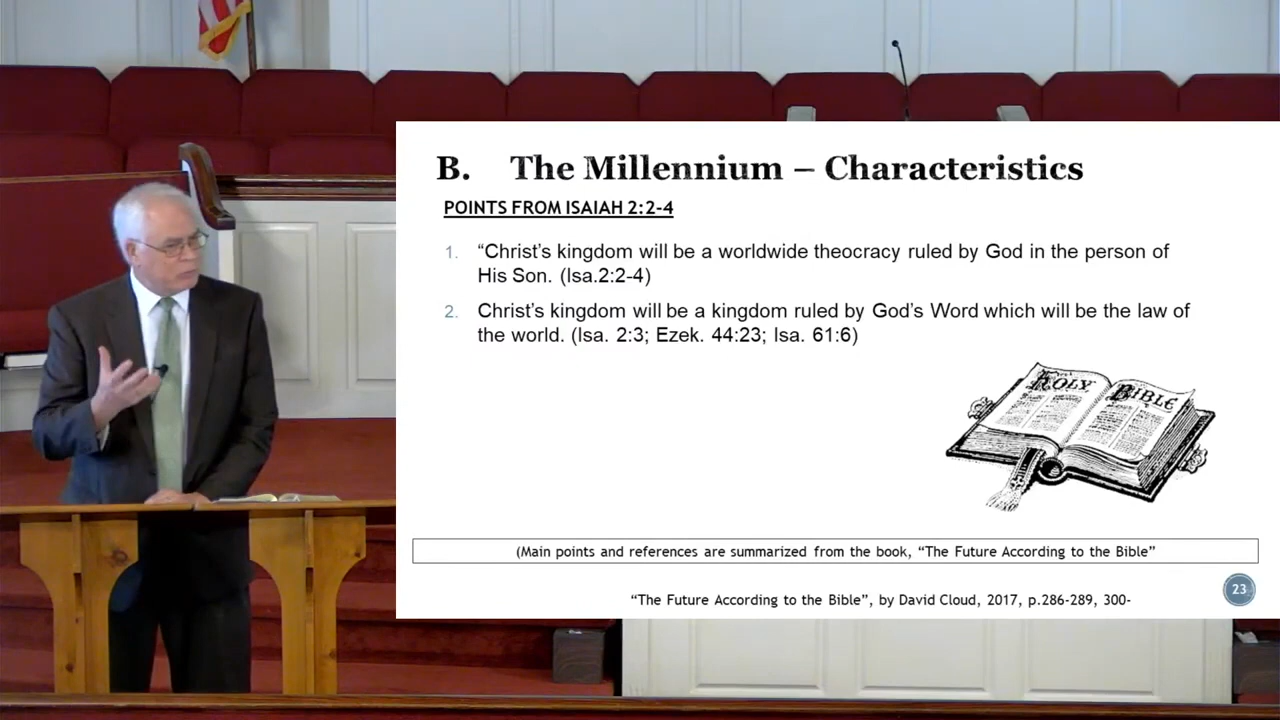 B. The Millennium – Characteristics
POINTS FROM ISAIAH 2:2-4
1. “Christ’s kingdom will be a worldwide theocracy ruled by God in the person of
His Son. (Isa.2:2-4)
2. Christ’s kingdom will be a kingdom ruled by God’s Word which will be the law of
the world. (Isa. 2:3; Ezek. 44:23; Isa. 61:6)
HOLY BIBLE
(Main points and references are summarized from the book, “The Future According to the Bible”
23
“The Future According to the Bible”, by David Cloud, 2017, p.286-289, 300-